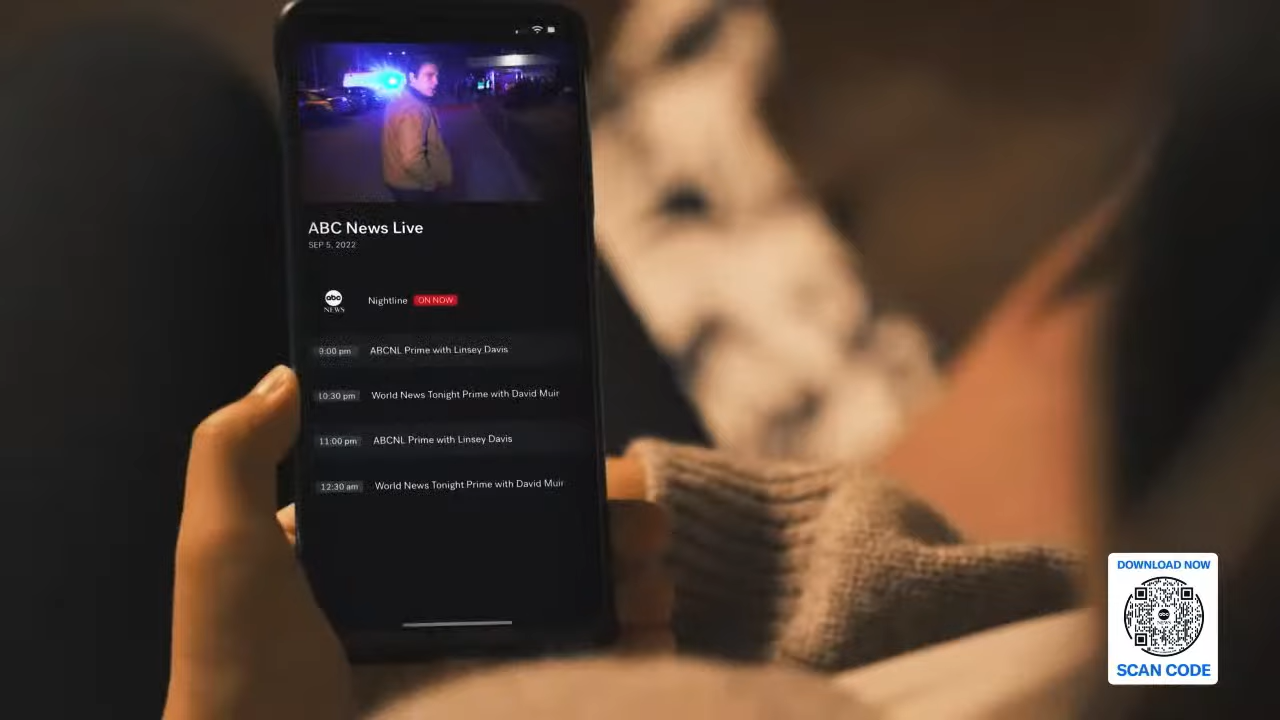 ABC News Live
SEP 5, 2022
abc
NEWS
Nightline ON NOW
9:00 pm ABCNL Prime with Linsey Davis
10:30 pm World News Tonight Prime with David Muir
11:00 pm ABCNL Prime with Linsey Davis
12:30 am World News Tonight Prime with David Muir
DOWNLOAD NOW
abc
NEWS
SCAN CODE